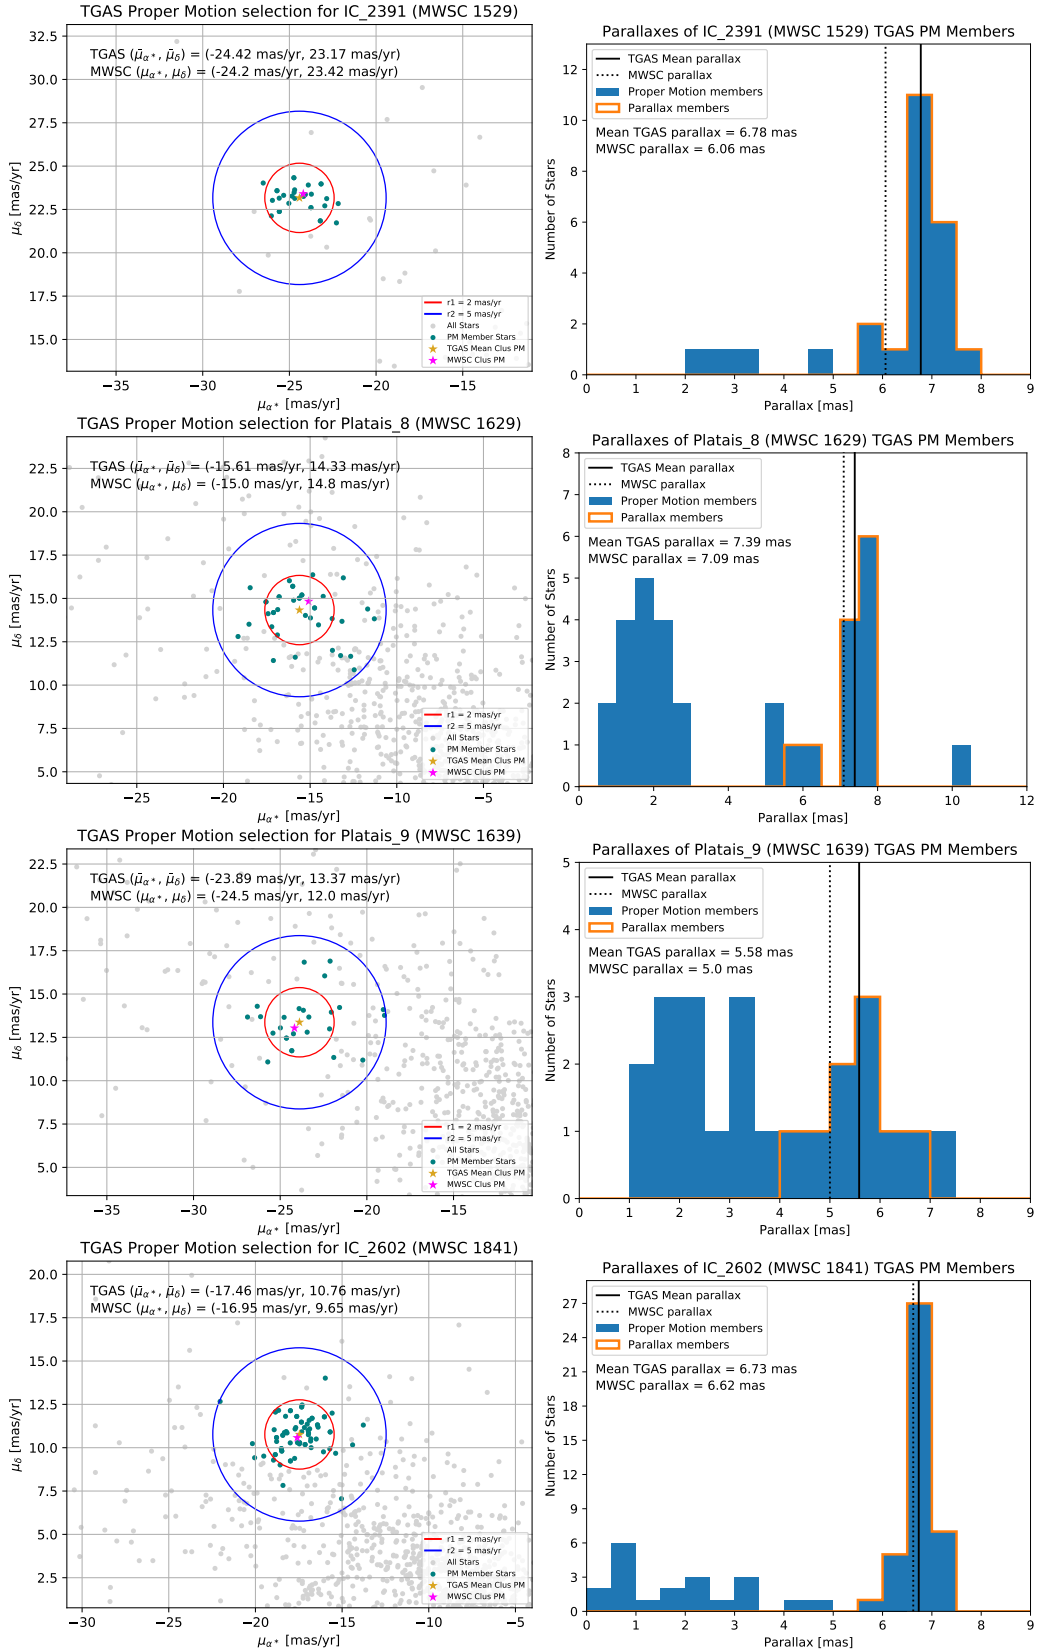 TGAS Proper Motion selection for IC_2391 (MWSC 1529)
TGAS (μ̄α*, μ̄δ) = (-24.42 mas/yr, 23.17 mas/yr)
MWSC (μα*, μδ) = (-24.2 mas/yr, 23.42 mas/yr)
32.5
30.0
27.5
25.0
22.5
20.0
17.5
15.0
μδ [mas/yr]
r1 = 2 mas/yr
r2 = 5 mas/yr
All Stars
PM Member Stars
TGAS Mean Clus PM
MWSC Clus PM
−35 −30 −25 −20 −15
μα* [mas/yr]
Parallaxes of IC_2391 (MWSC 1529) TGAS PM Members
TGAS Mean parallax
MWSC parallax
Proper Motion members
Parallax members
Mean TGAS parallax = 6.78 mas
MWSC parallax = 6.06 mas
12
10
8
6
4
2
0
Number of Stars
0 1 2 3 4 5 6 7 8 9
Parallax [mas]
TGAS Proper Motion selection for Platais_8 (MWSC 1629)
TGAS (μ̄α*, μ̄δ) = (-15.61 mas/yr, 14.33 mas/yr)
MWSC (μα*, μδ) = (-15.0 mas/yr, 14.8 mas/yr)
22.5
20.0
17.5
15.0
12.5
10.0
7.5
5.0
μδ [mas/yr]
r1 = 2 mas/yr
r2 = 5 mas/yr
All Stars
PM Member Stars
TGAS Mean Clus PM
MWSC Clus PM
−25 −20 −15 −10 −5
μα* [mas/yr]
Parallaxes of Platais_8 (MWSC 1629) TGAS PM Members
TGAS Mean parallax
MWSC parallax
Proper Motion members
Parallax members
Mean TGAS parallax = 7.39 mas
MWSC parallax = 7.09 mas
8
7
6
5
4
3
2
1
0
Number of Stars
2 4 6 8 10 12
Parallax [mas]
TGAS Proper Motion selection for Platais_9 (MWSC 1639)
TGAS (μ̄α*, μ̄δ) = (-23.89 mas/yr, 13.37 mas/yr)
MWSC (μα*, μδ) = (-24.5 mas/yr, 12.0 mas/yr)
22.5
20.0
17.5
15.0
12.5
10.0
7.5
5.0
μδ [mas/yr]
r1 = 2 mas/yr
r2 = 5 mas/yr
All Stars
PM Member Stars
TGAS Mean Clus PM
MWSC Clus PM
−35 −30 −25 −20 −15
μα* [mas/yr]
Parallaxes of Platais_9 (MWSC 1639) TGAS PM Members
TGAS Mean parallax
MWSC parallax
Proper Motion members
Parallax members
Mean TGAS parallax = 5.58 mas
MWSC parallax = 5.0 mas
5
4
3
2
1
0
Number of Stars
0 1 2 3 4 5 6 7 8 9
Parallax [mas]
TGAS Proper Motion selection for IC_2602 (MWSC 1841)
TGAS (μ̄α*, μ̄δ) = (-17.46 mas/yr, 10.76 mas/yr)
MWSC (μα*, μδ) = (-16.95 mas/yr, 9.65 mas/yr)
20.0
17.5
15.0
12.5
10.0
7.5
5.0
2.5
μδ [mas/yr]
r1 = 2 mas/yr
r2 = 5 mas/yr
All Stars
PM Member Stars
TGAS Mean Clus PM
MWSC Clus PM
−30 −25 −20 −15 −10 −5
μα* [mas/yr]
Parallaxes of IC_2602 (MWSC 1841) TGAS PM Members
TGAS Mean parallax
MWSC parallax
Proper Motion members
Parallax members
Mean TGAS parallax = 6.73 mas
MWSC parallax = 6.62 mas
27
24
21
18
15
12
9
6
3
0
Number of Stars
0 1 2 3 4 5 6 7 8 9
Parallax [mas]